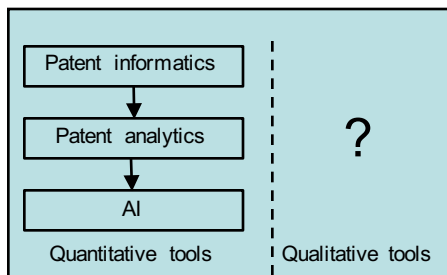 Patent informatics
Patent analytics
?
AI
Quantitative tools
Qualitative tools